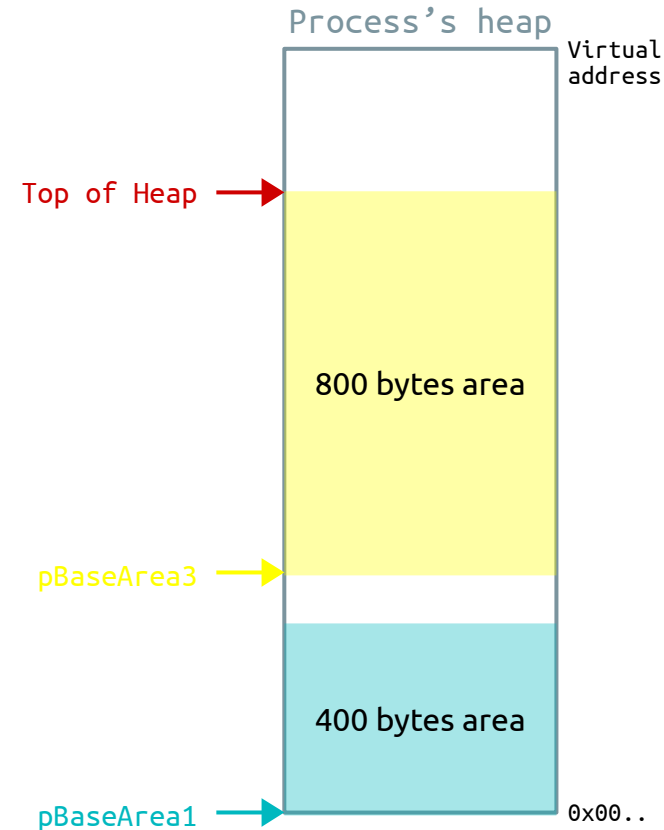 Process’s heap
Virtual
address
Top of Heap
800 bytes area
pBaseArea3
400 bytes area
pBaseArea1
0x00..